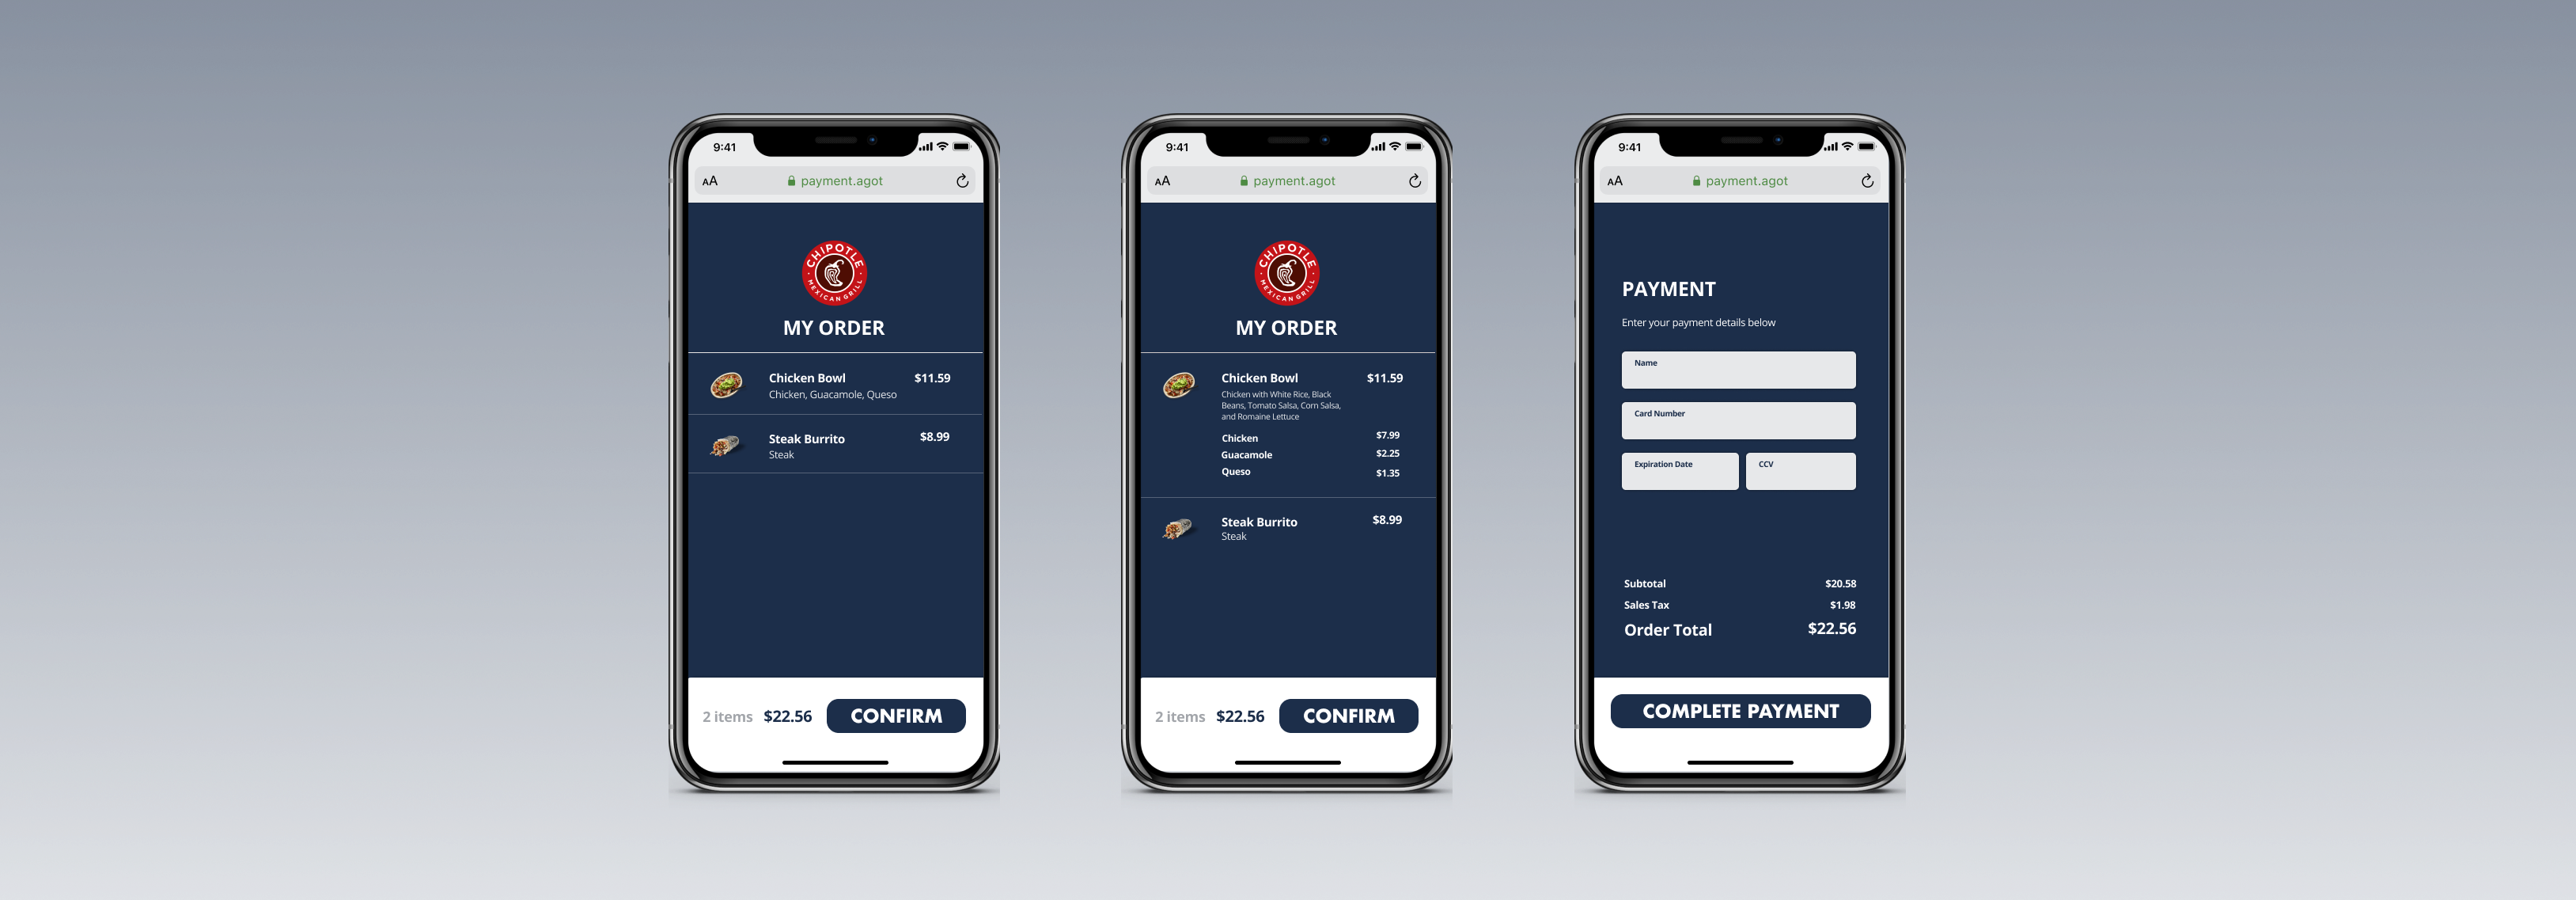 9:41
AA
payment.agot
CHIPOTLE
MEXICAN GRILL
MY ORDER
Chicken Bowl $11.59
Chicken, Guacamole, Queso
Steak Burrito $8.99
Steak
2 items $22.56 CONFIRM
9:41
AA
payment.agot
CHIPOTLE
MEXICAN GRILL
MY ORDER
Chicken Bowl $11.59
Chicken with White Rice, Black
Beans, Tomato Salsa, Corn Salsa,
and Romaine Lettuce
Chicken $7.99
Guacamole $2.25
Queso $1.35
Steak Burrito $8.99
Steak
2 items $22.56 CONFIRM
9:41
AA
payment.agot
PAYMENT
Enter your payment details below
Name
Card Number
Expiration Date CCV
Subtotal $20.58
Sales Tax $1.98
Order Total $22.56
COMPLETE PAYMENT